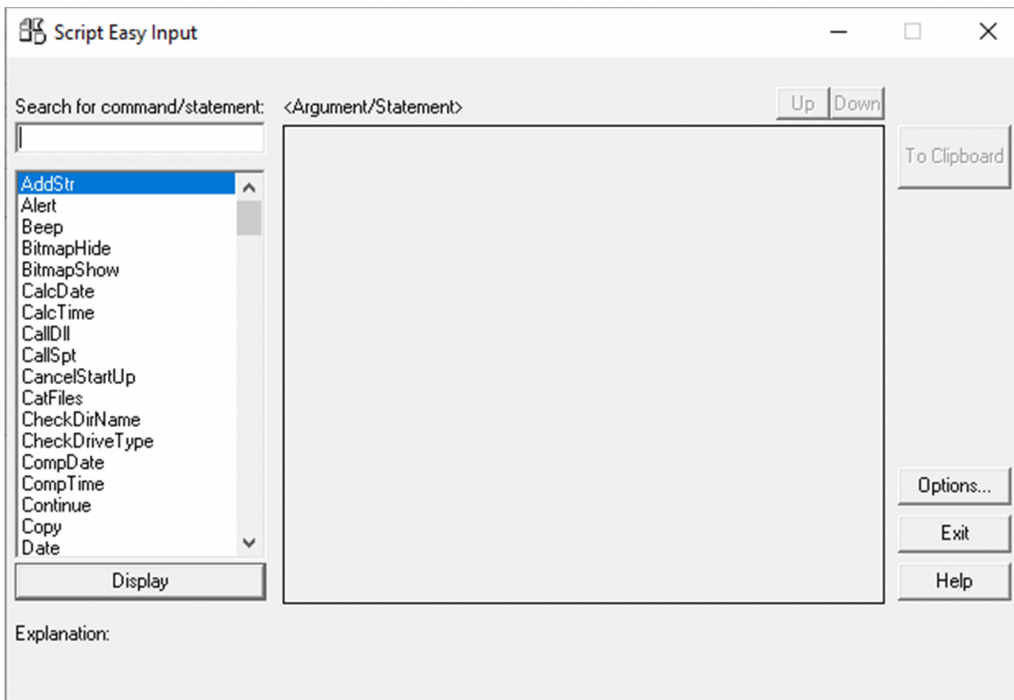 Script Easy Input
Search for command/statement:
<Argument/Statement>
Up
Down
To Clipboard
AddStr
Alert
Beep
BitmapHide
BitmapShow
CalcDate
CalcTime
CallDll
CallSpt
CancelStartUp
CatFiles
CheckDirName
CheckDriveType
CompDate
CompTime
Continue
Copy
Date
Display
Options...
Exit
Help
Explanation: